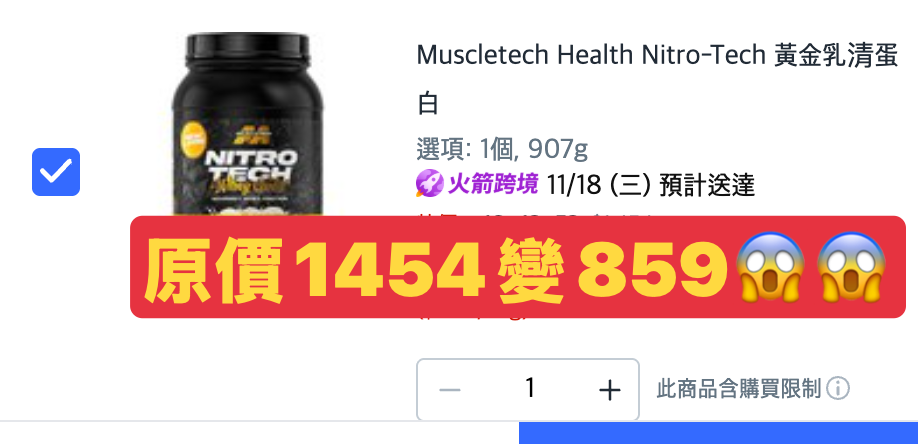 Muscletech Health Nitro-Tech 黃金乳清蛋
白
NITRO
TECH
選項: 1個, 907g
火箭跨境 11/18 (三) 預計送達
原價1454變859😱😱
1
此商品含購買限制